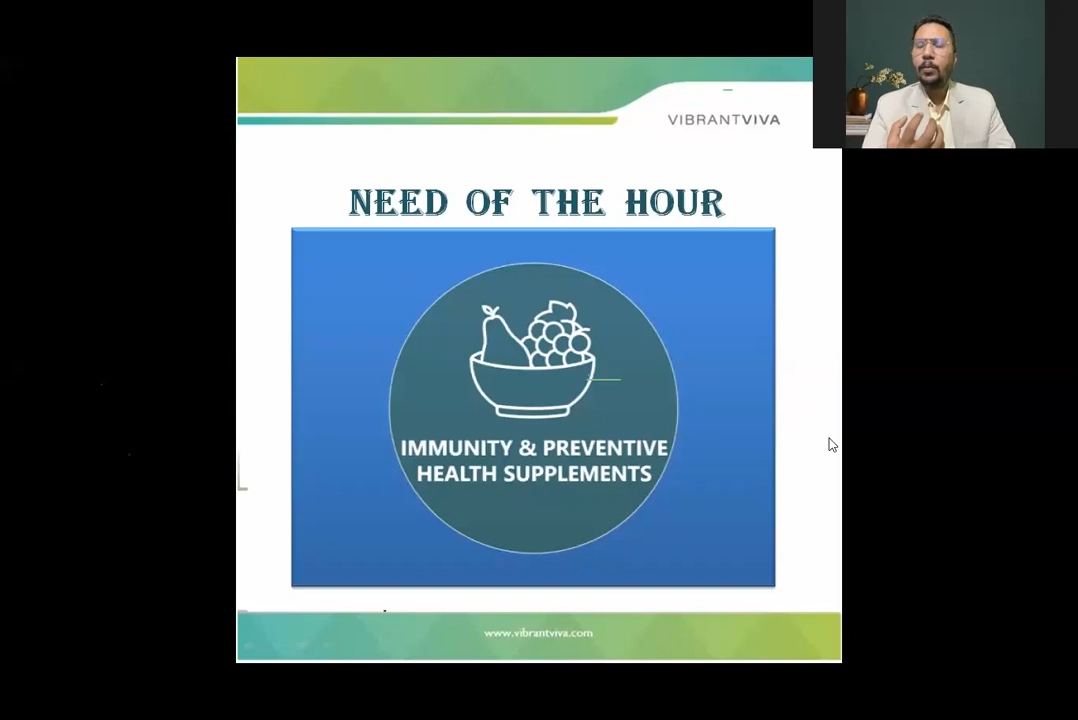 VIBRANTVIVA
NEED OF THE HOUR
IMMUNITY & PREVENTIVE
HEALTH SUPPLEMENTS
www.vibrantviva.com